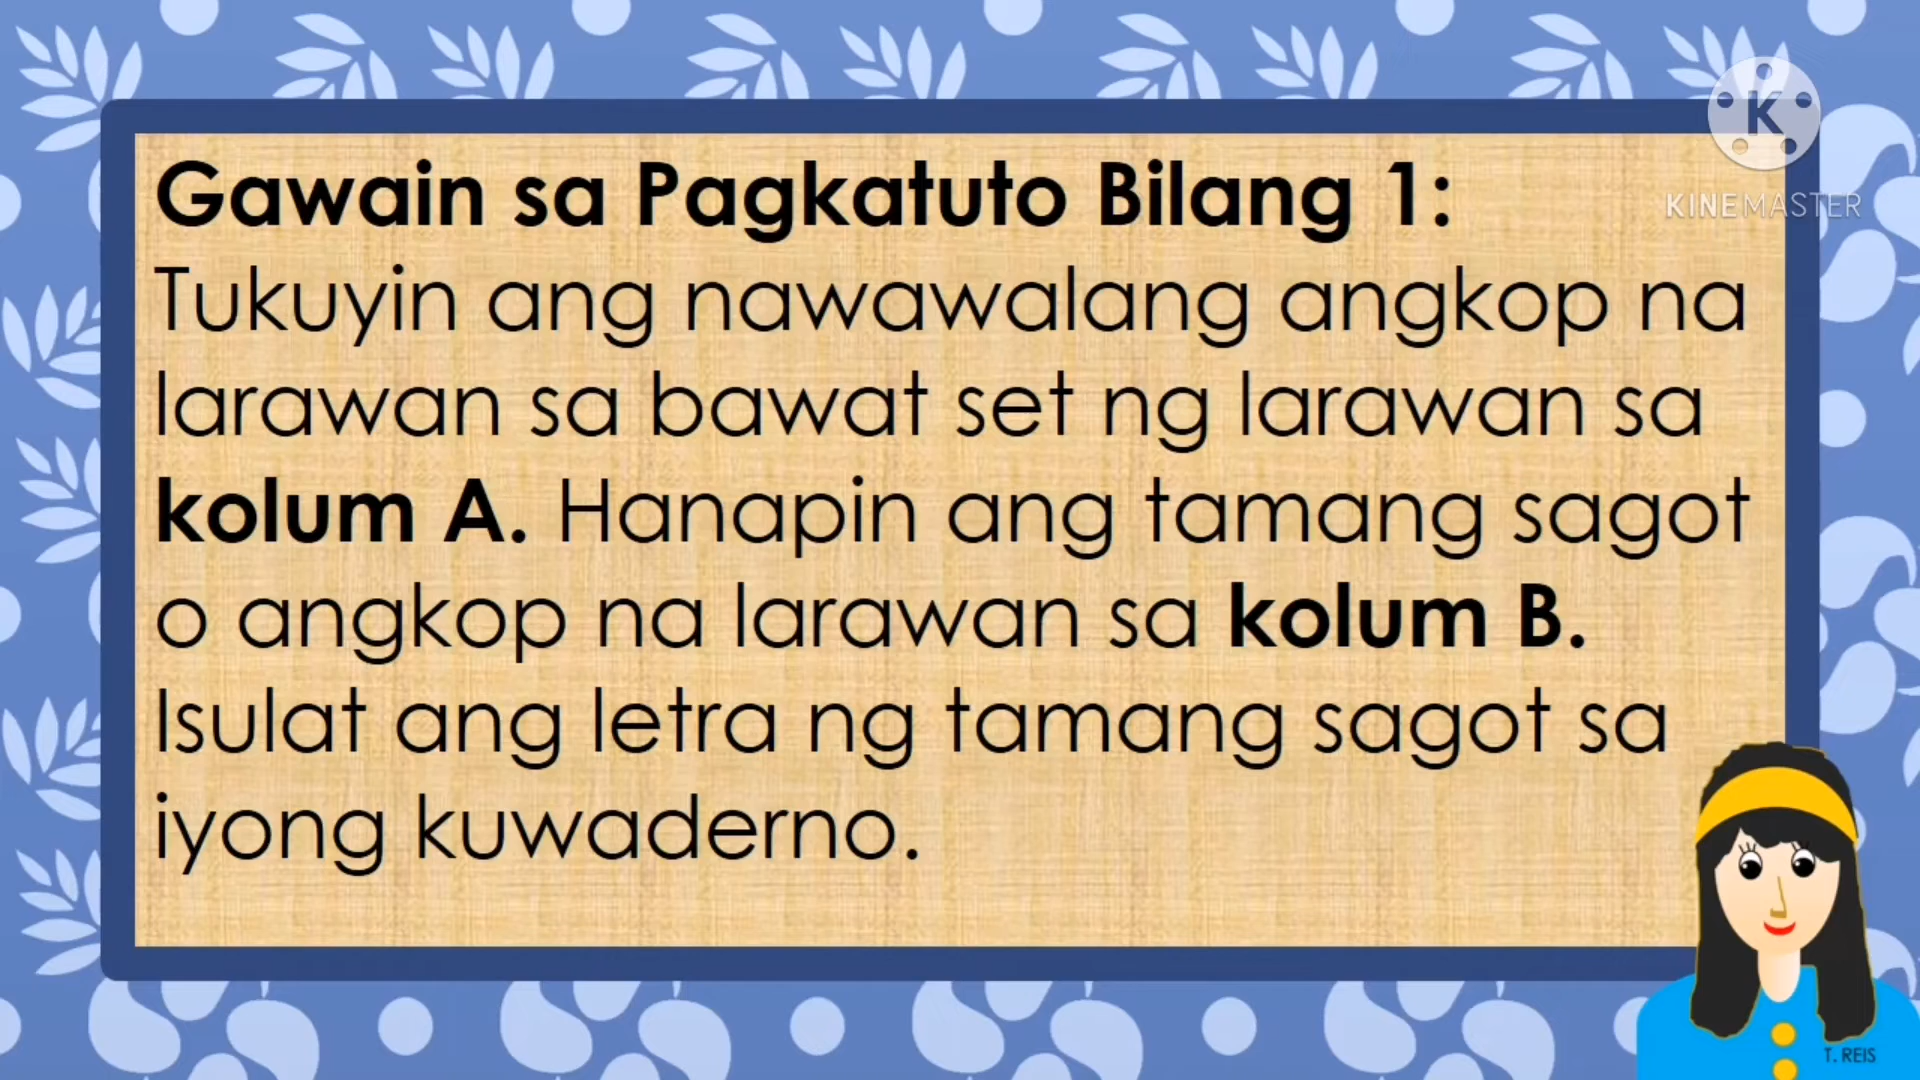 Gawain sa Pagkatuto Bilang 1:
Tukuyin ang nawawalang angkop na
larawan sa bawat set ng larawan sa
kolum A. Hanapin ang tamang sagot
o angkop na larawan sa kolum B.
Isulat ang letra ng tamang sagot sa
iyong kuwaderno.
K
KINEMASTER
T. REIS